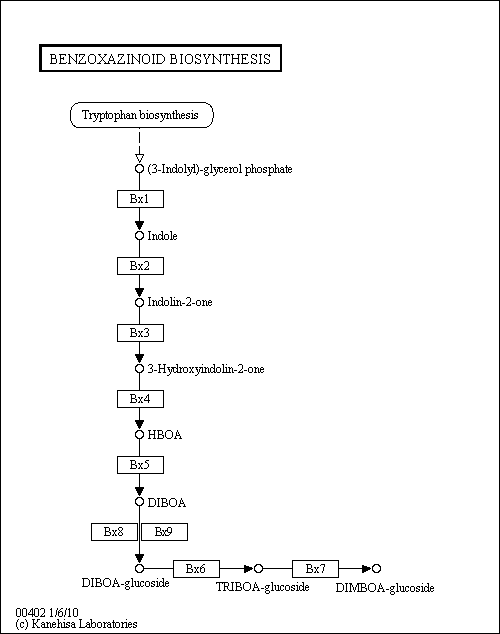 BENZOXAZINOID BIOSYNTHESIS
Tryptophan biosynthesis
(3-Indolyl)-glycerol phosphate
Bx1
Indole
Bx2
Indolin-2-one
Bx3
3-Hydroxyindolin-2-one
Bx4
HBOA
Bx5
DIBOA
Bx8 Bx9
Bx6 Bx7
DIBOA-glucoside TRIBOA-glucoside DIMBOA-glucoside
00402 1/6/10
(c) Kanehisa Laboratories